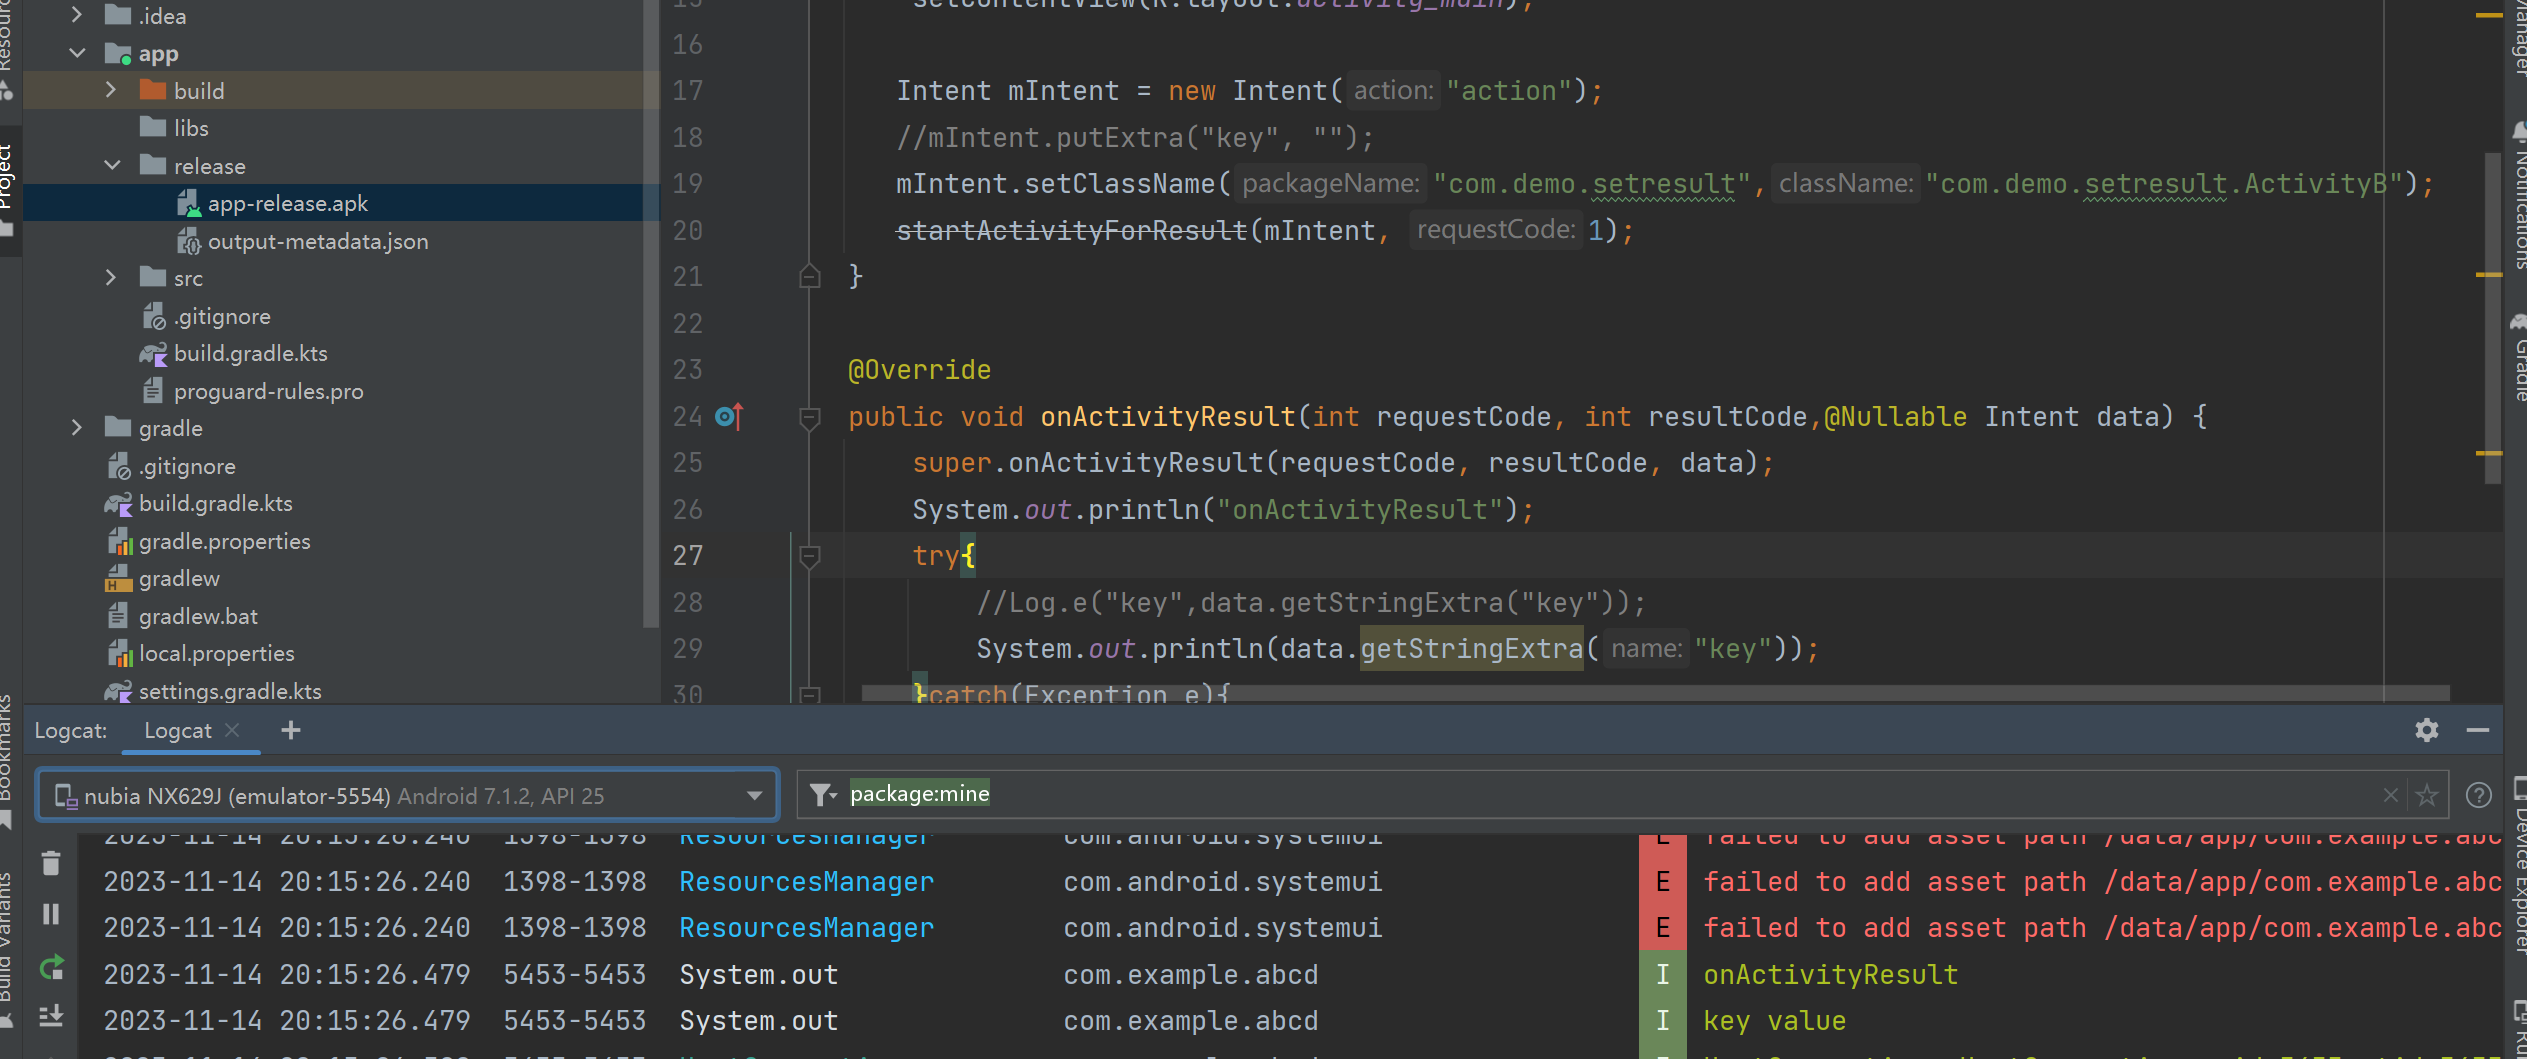 .idea
app
build
libs
release
app-release.apk
output-metadata.json
src
.gitignore
build.gradle.kts
proguard-rules.pro
gradle
.gitignore
build.gradle.kts
gradle.properties
gradlew
gradlew.bat
local.properties
settings.gradle.kts
Project
Bookmarks
Build Variants
15 setContentView(R.layout.activity_main);
16
17 Intent mIntent = new Intent( action: "action");
18 //mIntent.putExtra("key", "");
19 mIntent.setClassName( packageName: "com.demo.setresult", className: "com.demo.setresult.ActivityB");
20 startActivityForResult(mIntent, requestCode: 1);
21 }
22
23 @Override
24 public void onActivityResult(int requestCode, int resultCode,@Nullable Intent data) {
25 super.onActivityResult(requestCode, resultCode, data);
26 System.out.println("onActivityResult");
27 try{
28 //Log.e("key",data.getStringExtra("key"));
29 System.out.println(data.getStringExtra( name: "key"));
30 }catch(Exception e){
Manager
Notifications
Gradle
Device Explorer
Logcat: Logcat
nubia NX629J (emulator-5554) Android 7.1.2, API 25 package:mine
2023-11-14 20:15:26.240 1398-1398 ResourcesManager com.android.systemui E failed to add asset path /data/app/com.example.abc
2023-11-14 20:15:26.240 1398-1398 ResourcesManager com.android.systemui E failed to add asset path /data/app/com.example.abc
2023-11-14 20:15:26.240 1398-1398 ResourcesManager com.android.systemui E failed to add asset path /data/app/com.example.abc
2023-11-14 20:15:26.479 5453-5453 System.out com.example.abcd I onActivityResult
2023-11-14 20:15:26.479 5453-5453 System.out com.example.abcd I key value